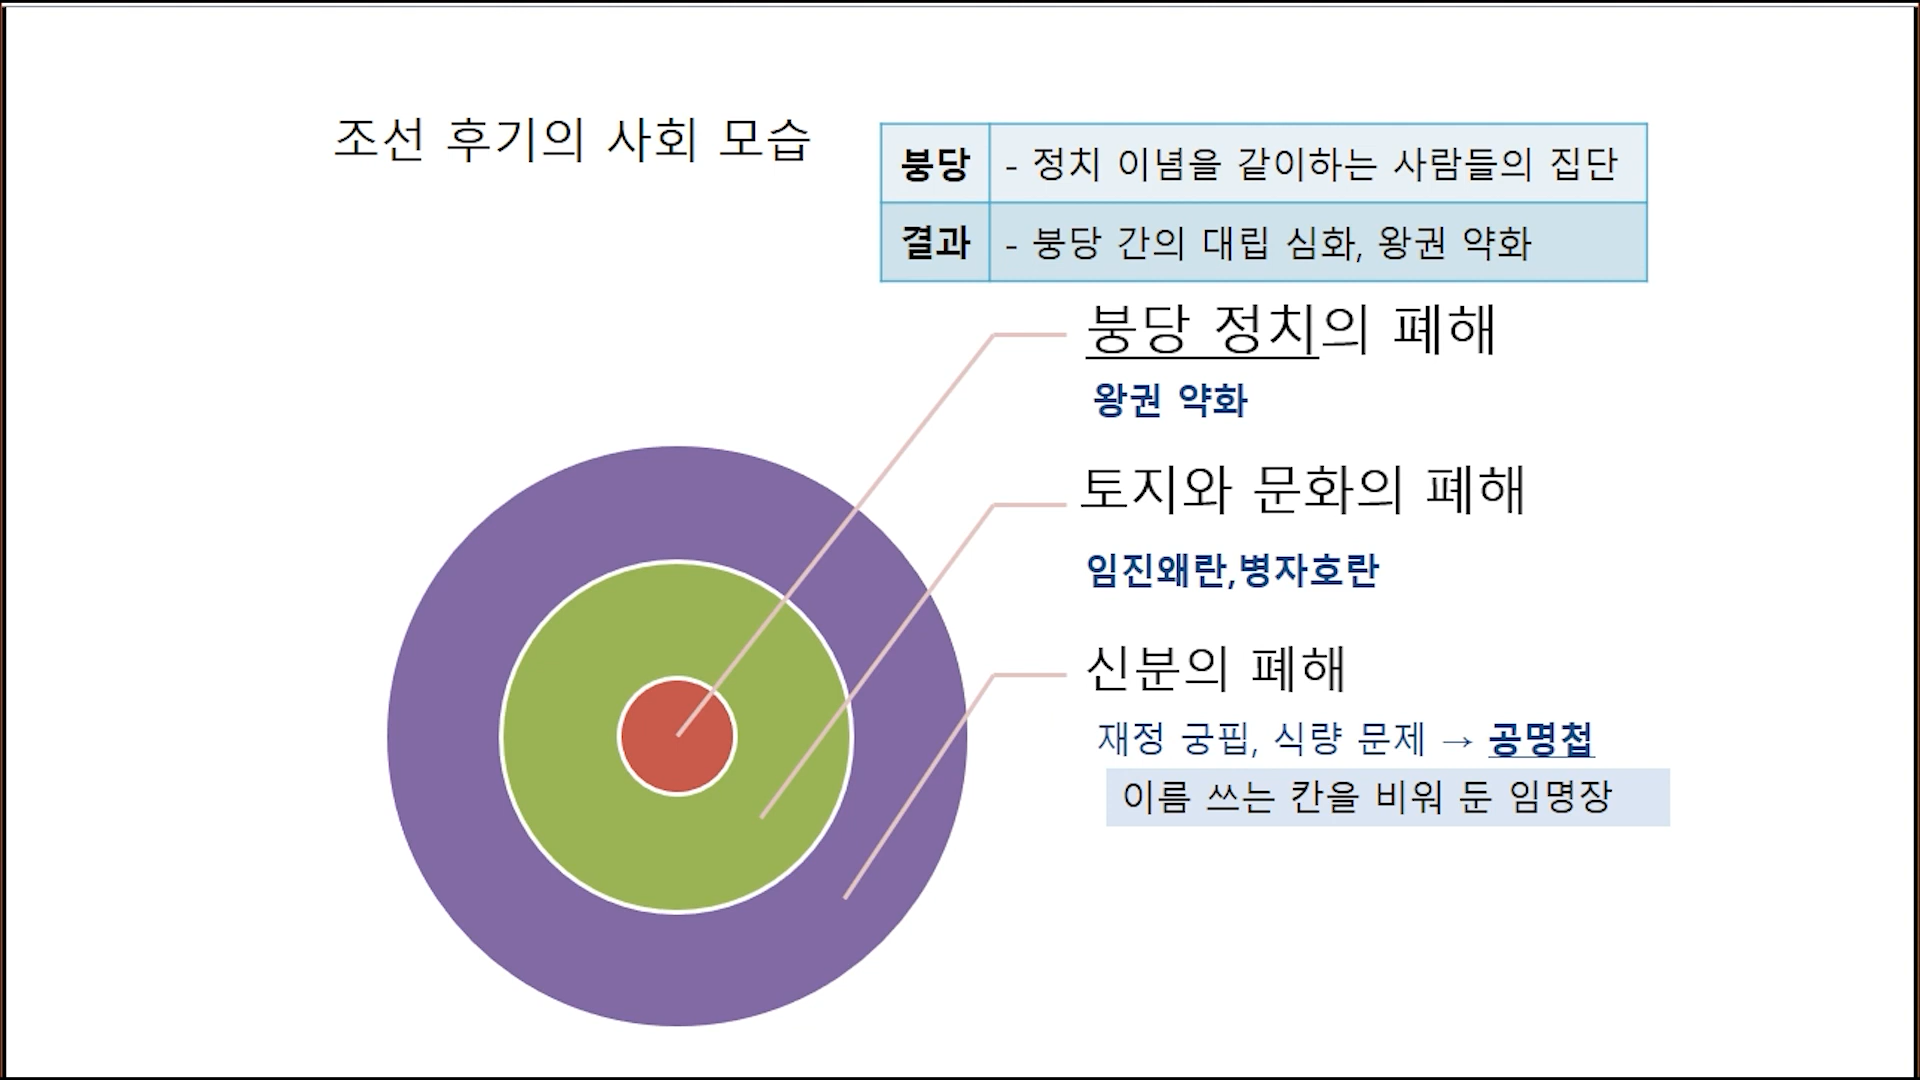 조선 후기의 사회 모습
붕당 - 정치 이념을 같이하는 사람들의 집단
결과 - 붕당 간의 대립 심화, 왕권 약화
붕당 정치의 폐해
왕권 약화
토지와 문화의 폐해
임진왜란,병자호란
신분의 폐해
재정 궁핍, 식량 문제 → 공명첩
이름 쓰는 칸을 비워 둔 임명장